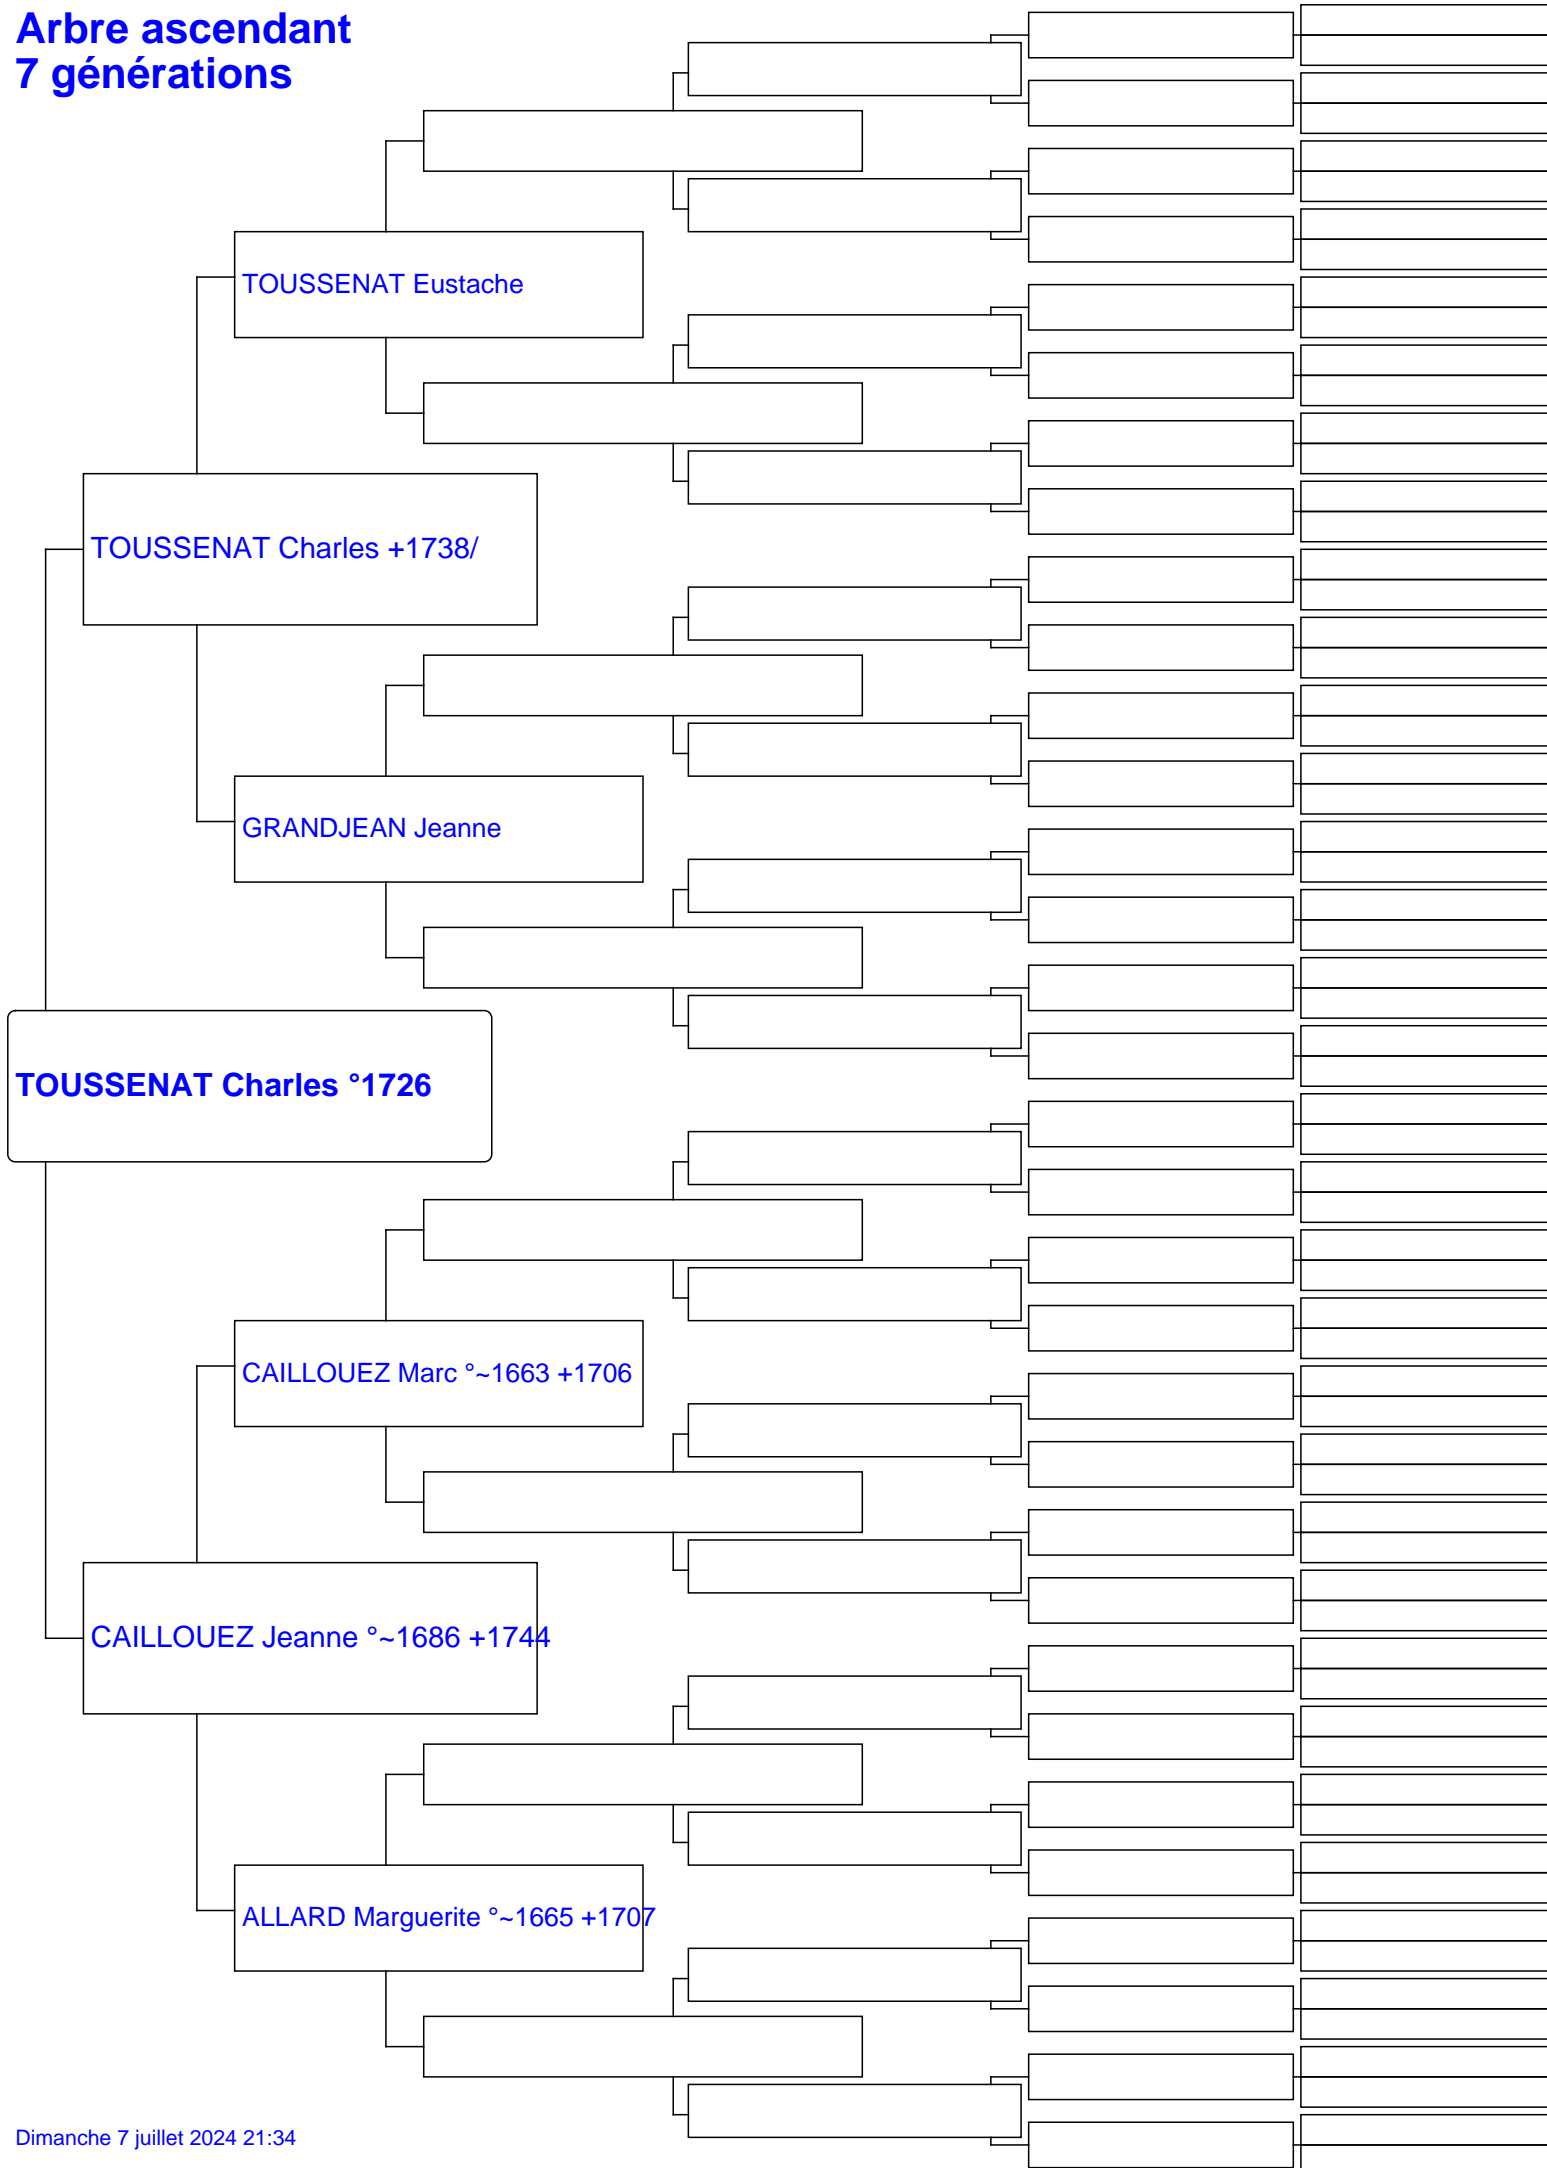 Arbre ascendant
7 générations
TOUSSENAT Eustache
TOUSSENAT Charles +1738/
GRANDJEAN Jeanne
TOUSSENAT Charles °1726
CAILLOUEZ Marc °~1663 +1706
CAILLOUEZ Jeanne °~1686 +1744
ALLARD Marguerite °~1665 +1707
Dimanche 7 juillet 2024 21:34